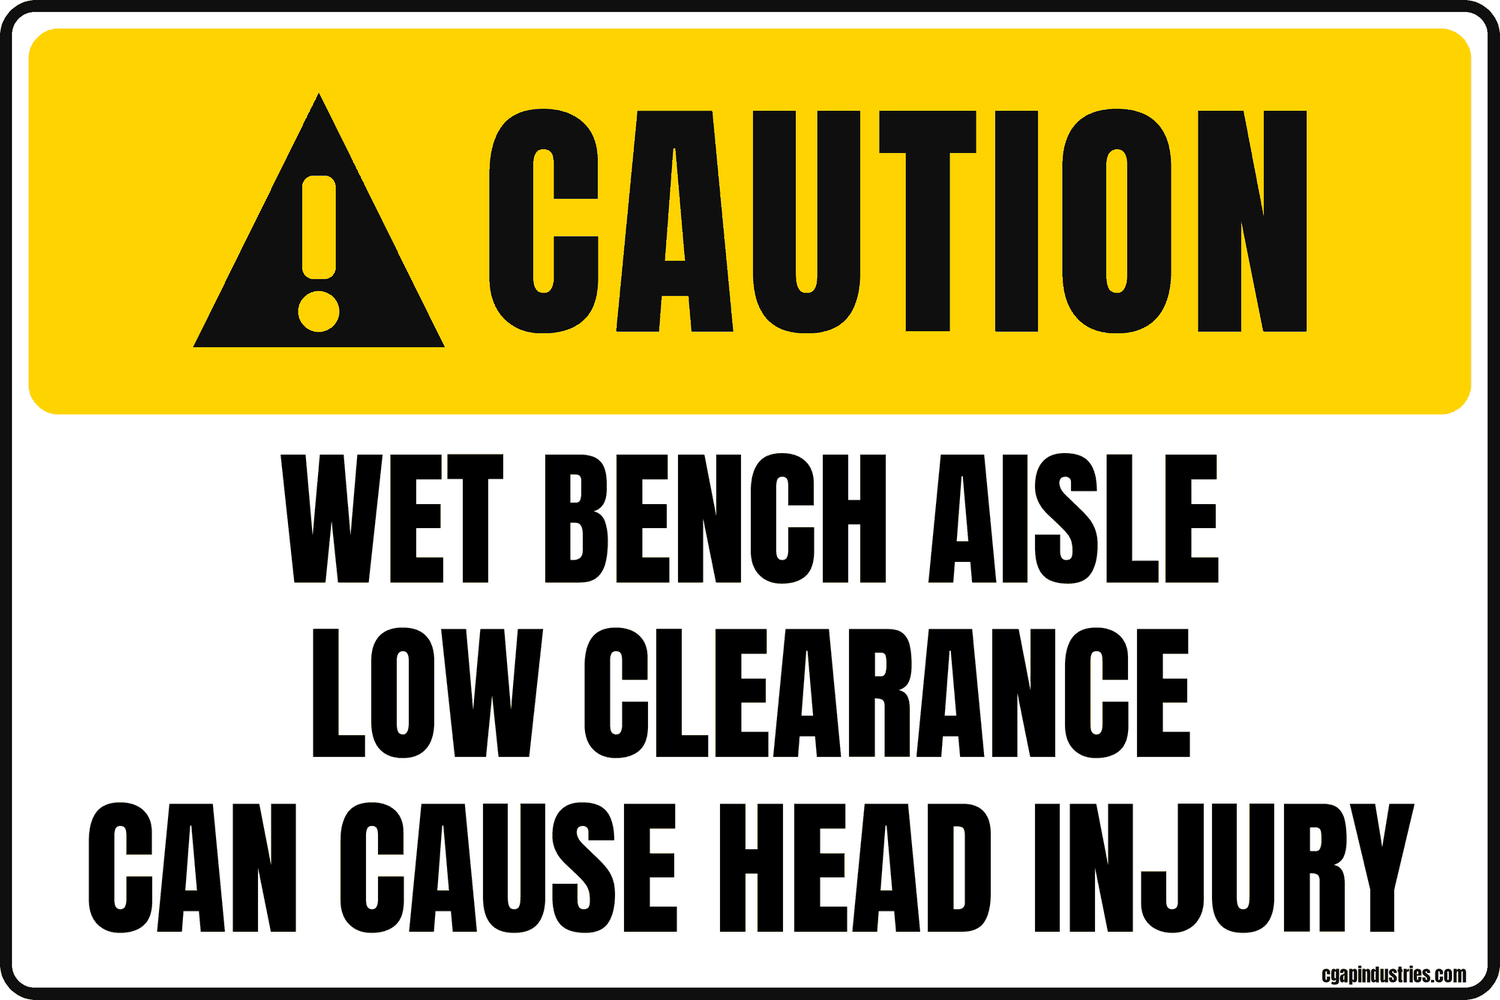 CAUTION
WET BENCH AISLE
LOW CLEARANCE
CAN CAUSE HEAD INJURY
cgapindustries.com